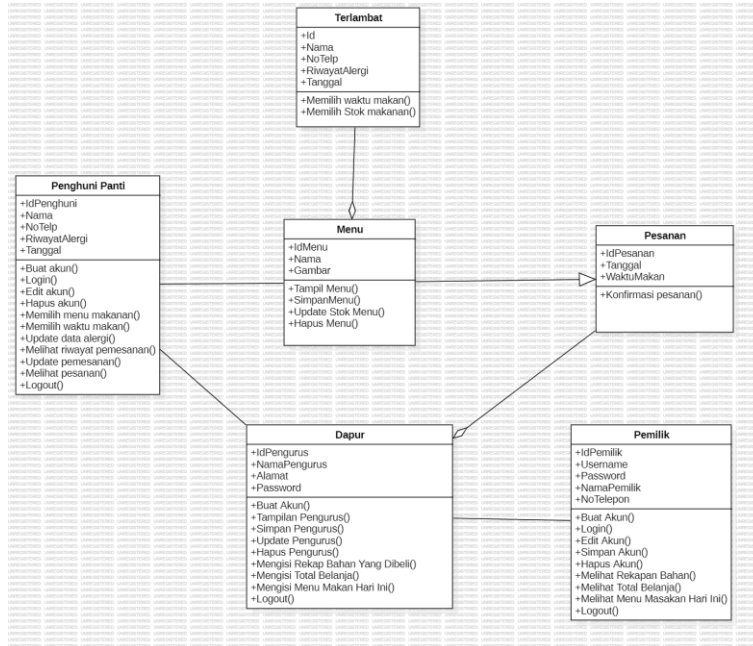 Terlambat
+Id
+Nama
+NoTelp
+RiwayatAlergi
+Tanggal
+Memilih waktu makan()
+Memilih Stok makanan()
Penghuni Panti
+IdPenghuni
+Nama
+NoTelp
+RiwayatAlergi
+Tanggal
+Buat akun()
+Login()
+Edit akun()
+Hapus akun()
+Memilih menu makanan()
+Memilih waktu makan()
+Update data alergi()
+Melihat riwayat pemesanan()
+Update pemesanan()
+Melihat pesanan()
+Logout()
Menu
+IdMenu
+Nama
+Gambar
+Tampil Menu()
+SimpanMenu()
+Update Stok Menu()
+Hapus Menu()
Pesanan
+IdPesanan
+Tanggal
+WaktuMakan
+Konfirmasi pesanan()
Dapur
+IdPengurus
+NamaPengurus
+Alamat
+Password
+Buat Akun()
+Tampilan Pengurus()
+Simpan Pengurus()
+Update Pengurus()
+Hapus Pengurus()
+Mengisi Rekap Bahan Yang Dibeli()
+Mengisi Total Belanja()
+Mengisi Menu Makan Hari Ini()
+Logout()
Pemilik
+IdPemilik
+Username
+Password
+NamaPemilik
+NoTelepon
+Buat Akun()
+Login()
+Edit Akun()
+Simpan Akun()
+Hapus Akun()
+Melihat Rekapan Bahan()
+Melihat Total Belanja()
+Melihat Menu Masakan Hari Ini()
+Logout()